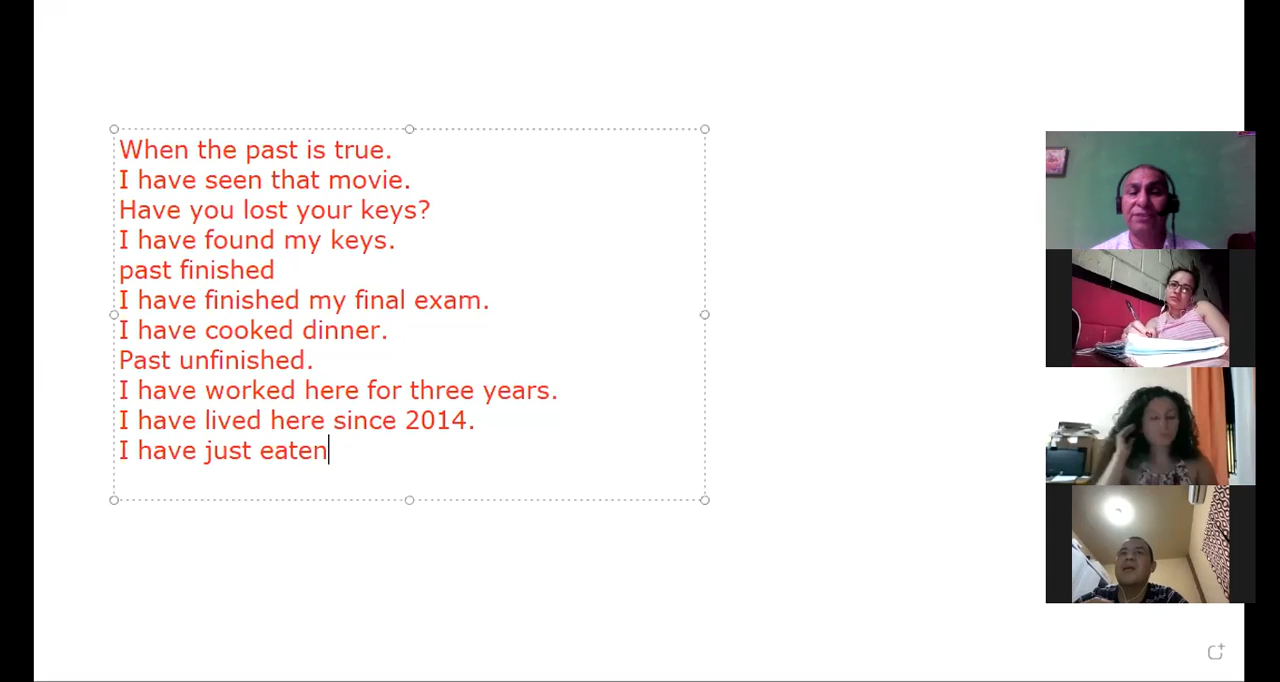 When the past is true.
I have seen that movie.
Have you lost your keys?
I have found my keys.
past finished
I have finished my final exam.
I have cooked dinner.
Past unfinished.
I have worked here for three years.
I have lived here since 2014.
I have just eaten